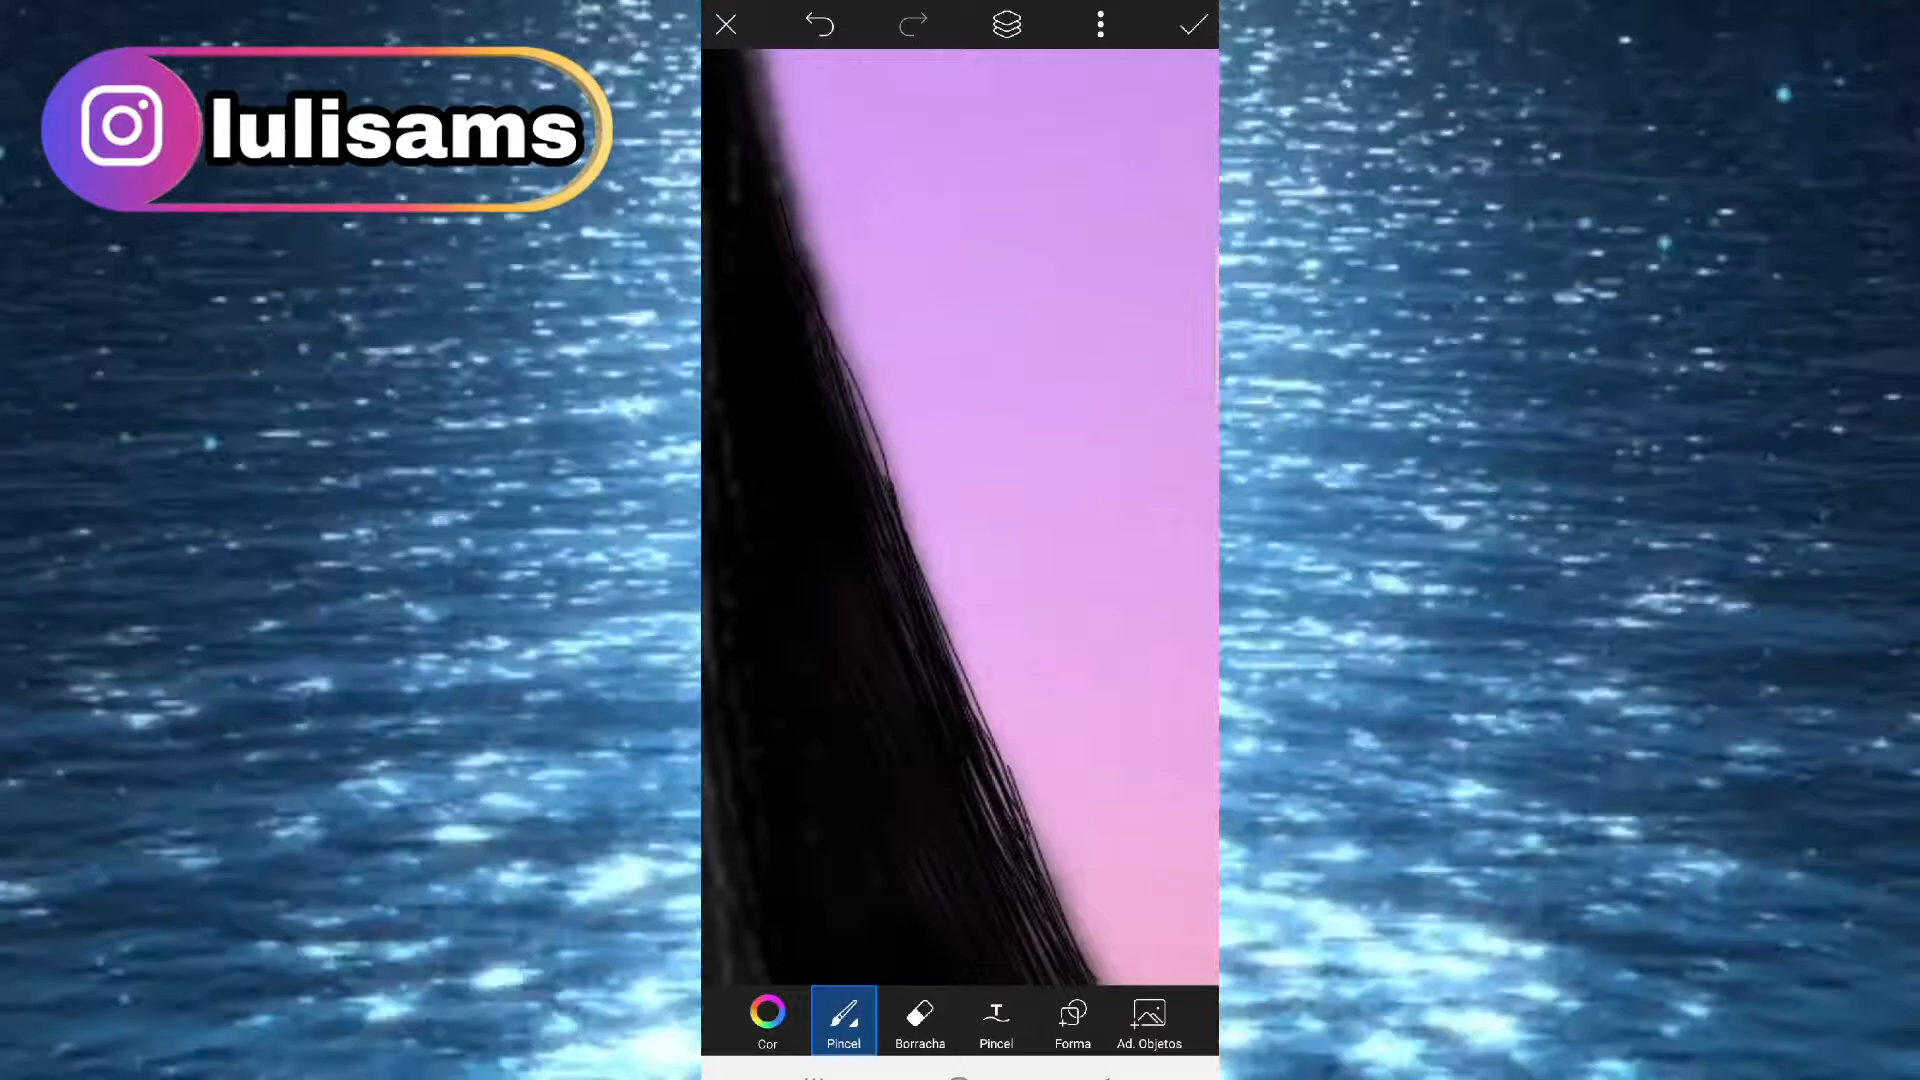 lulisams
Cor
Pincel
Borracha
T
Pincel
Forma
Ad. Objetos